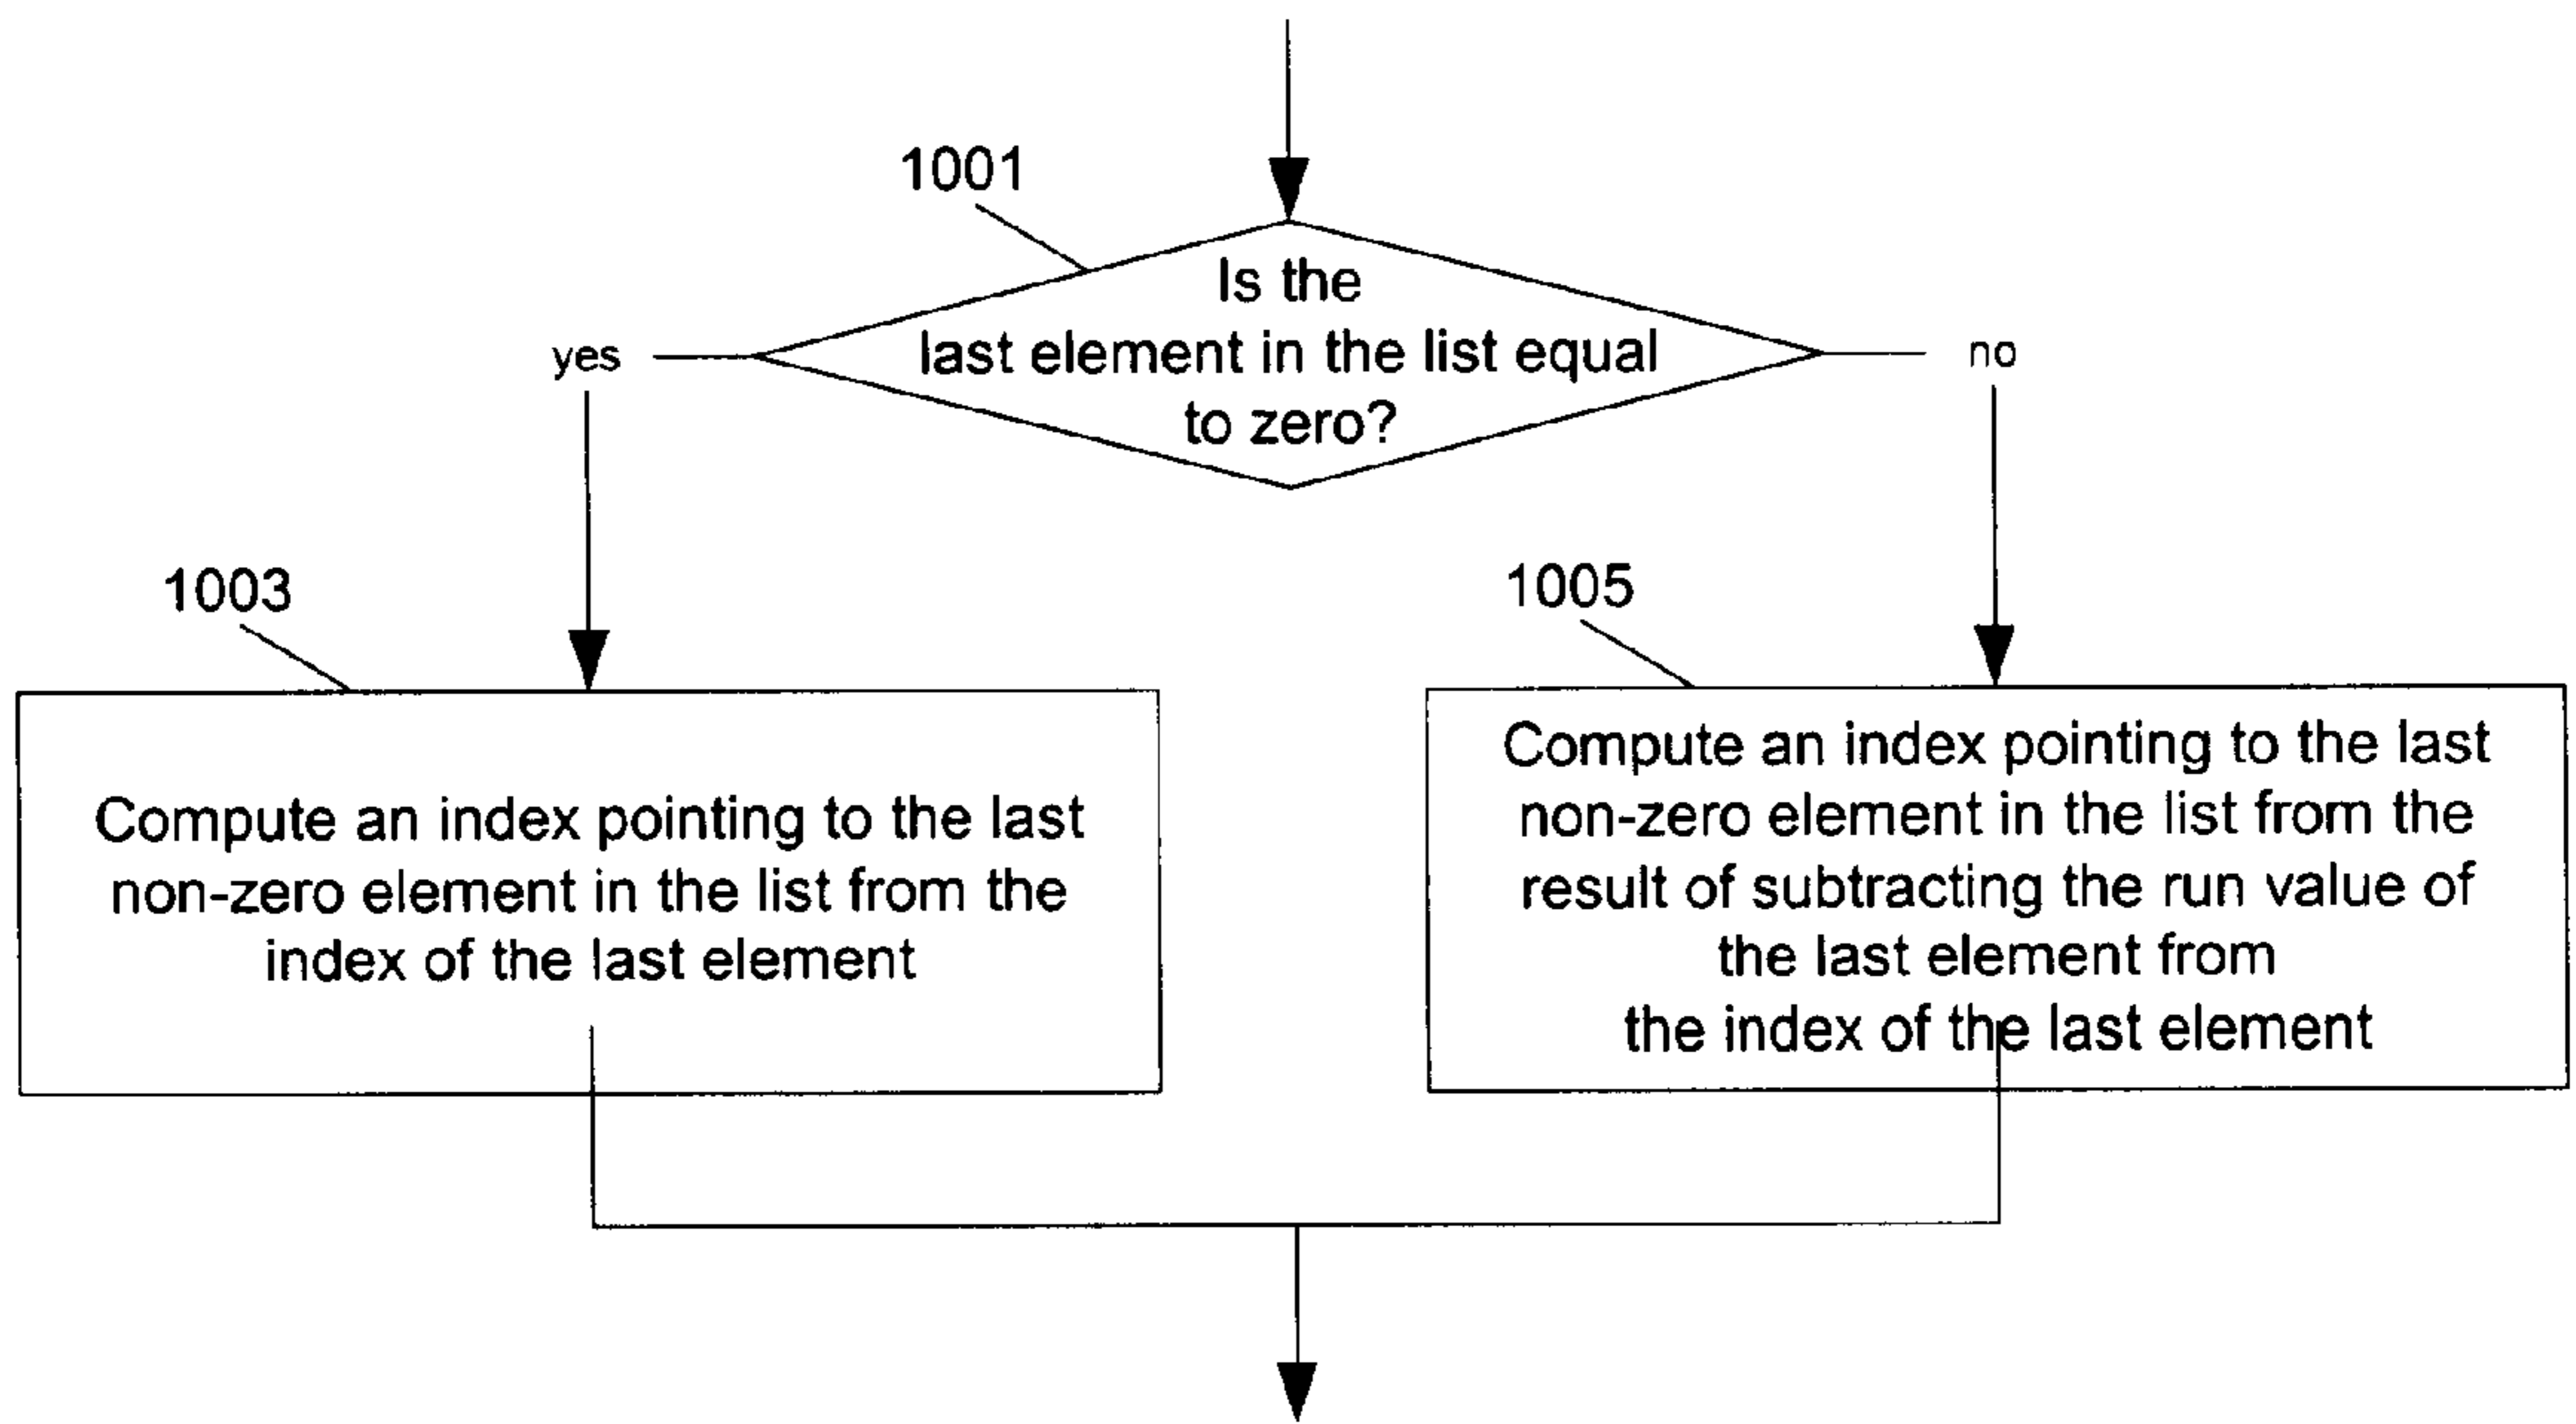 1001
Is the
last element in the list equal
to zero?
yes
no
1003
Compute an index pointing to the last
non-zero element in the list from the
index of the last element
1005
Compute an index pointing to the last
non-zero element in the list from the
result of subtracting the run value of
the last element from
the index of the last element